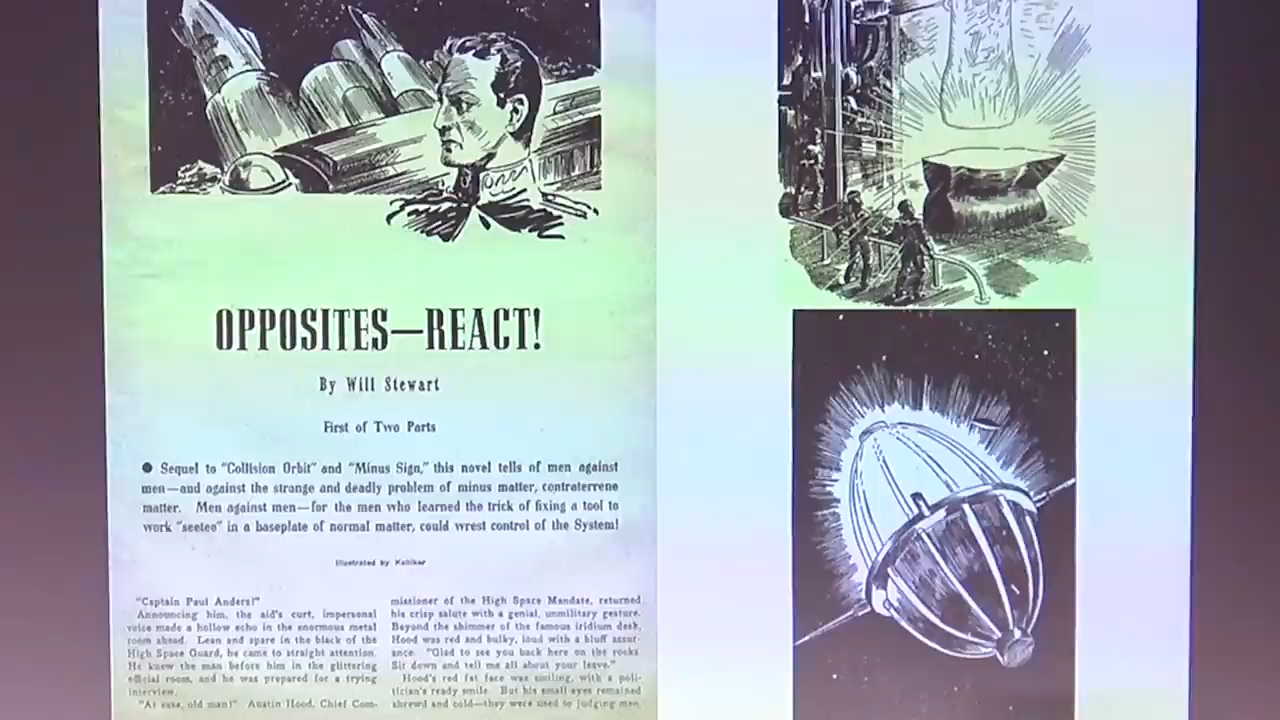 OPPOSITES—REACT!
By Will Stewart
First of Two Parts
● Sequel to "Collision Orbit" and "Minus Sign," this novel tells of men against
men—and against the strange and deadly problem of minus matter, contraterrene
matter. Men against men—for the men who learned the trick of fixing a tool to
work "seetee" in a baseplate of normal matter, could wrest control of the System!
Illustrated by
"Captain Paul Anders!"
Announcing him, the aid's curt, impersonal
voice made a hollow echo in the enormous metal
room ahead. Lean and spare in the black of the
High Space Guard, he came to straight attention.
He knew the man before him in the glittering
official room, and he was prepared for a trying
interview.
"At ease, old man!" Austin Hood, Chief Com-
missioner of the High Space Mandate, returned
his crisp salute with a genial, unmilitary gesture.
Beyond the shimmer of the famous iridium desk,
Hood was red and bulky, loud with a bluff assur-
ance. "Glad to see you back here on the rocks.
Sit down and tell me all about your leave."
Hood's red fat face was smiling, with a poli-
tician's ready smile. But his small eyes remained
shrewd and cold—they were used to judging men,